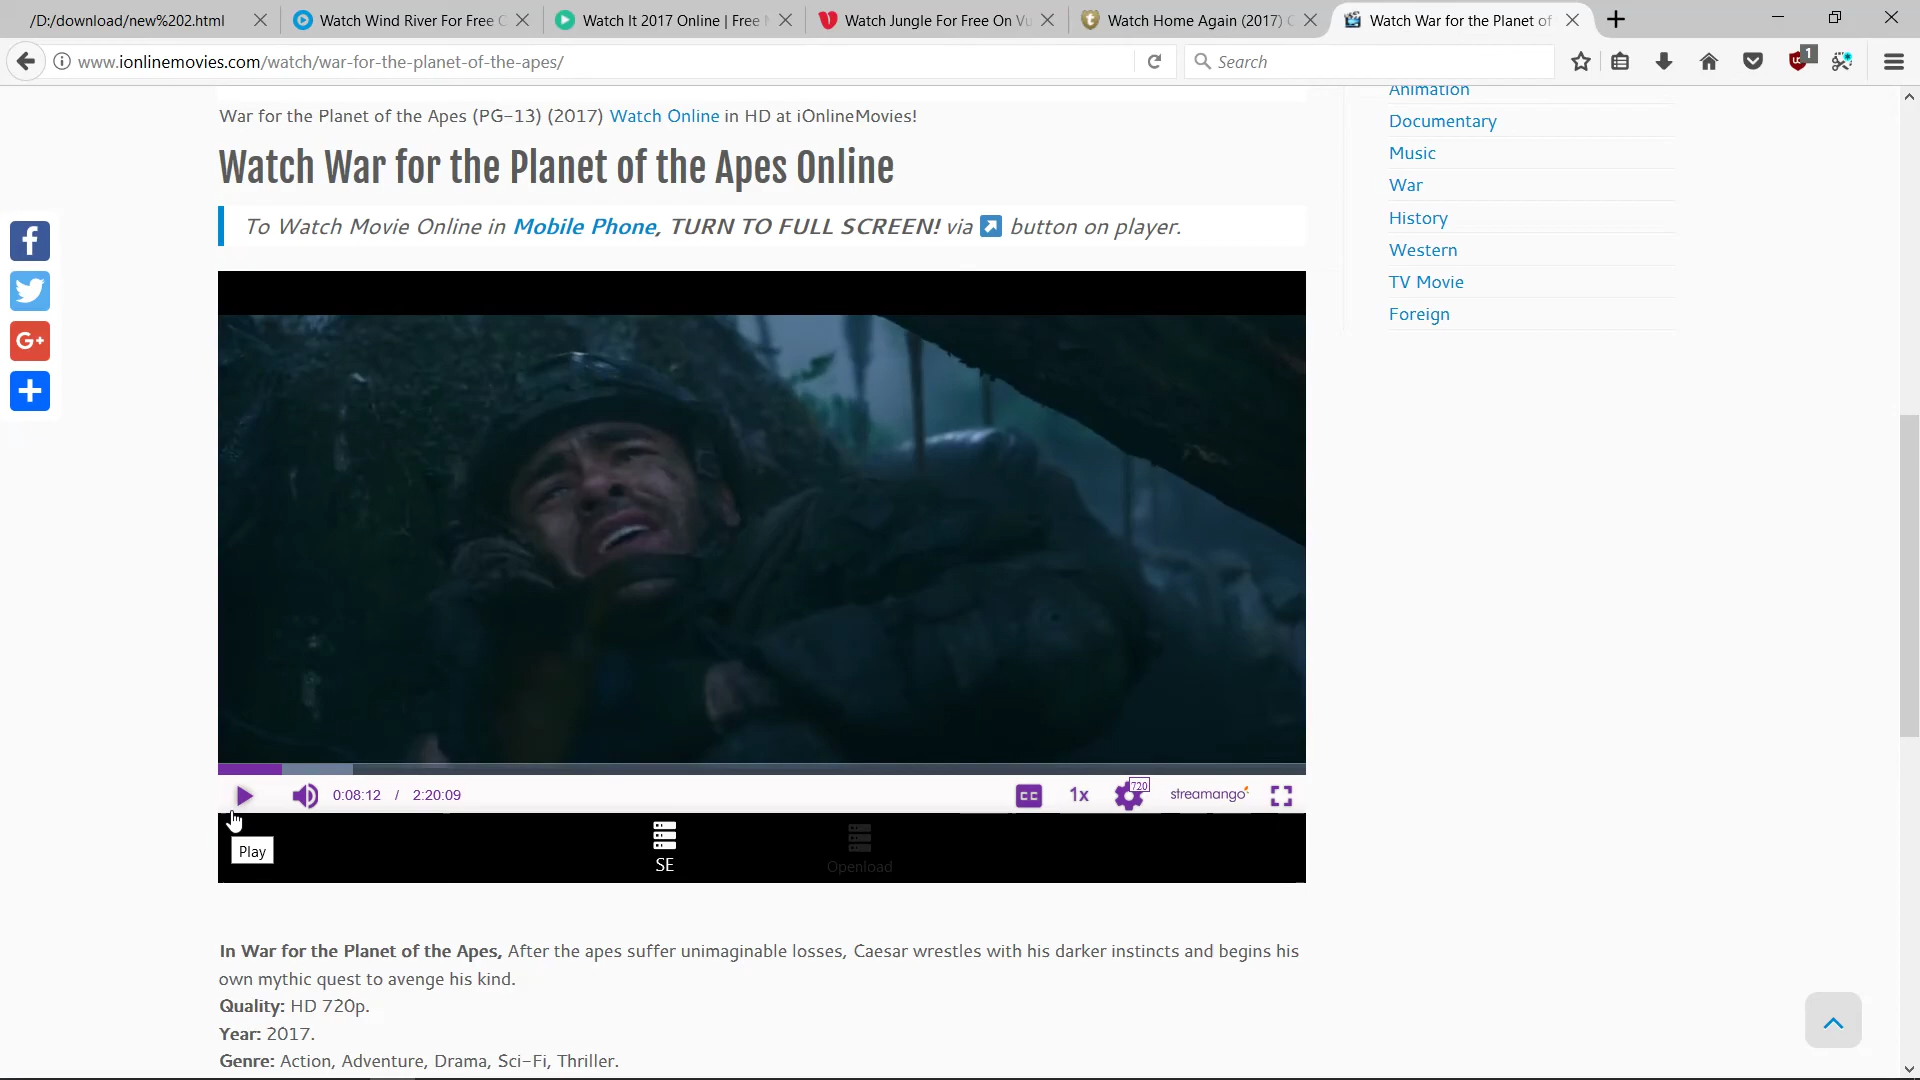 /D:/download/new%202.html
Watch Wind River For Free O
Watch It 2017 Online | Free M
Watch Jungle For Free On Vu
Watch Home Again (2017) O
Watch War for the Planet of
www.ionlinemovies.com/watch/war-for-the-planet-of-the-apes/
Search
1
War for the Planet of the Apes (PG-13) (2017) Watch Online in HD at iOnlineMovies!
Watch War for the Planet of the Apes Online
To Watch Movie Online in Mobile Phone, TURN TO FULL SCREEN! via button on player.
Animation
Documentary
Music
War
History
Western
TV Movie
Foreign
G+
0:08:12 / 2:20:09
CC
1x
720
streamango
Play
SE
Openload
In War for the Planet of the Apes, After the apes suffer unimaginable losses, Caesar wrestles with his darker instincts and begins his
own mythic quest to avenge his kind.
Quality: HD 720p.
Year: 2017.
Genre: Action, Adventure, Drama, Sci-Fi, Thriller.